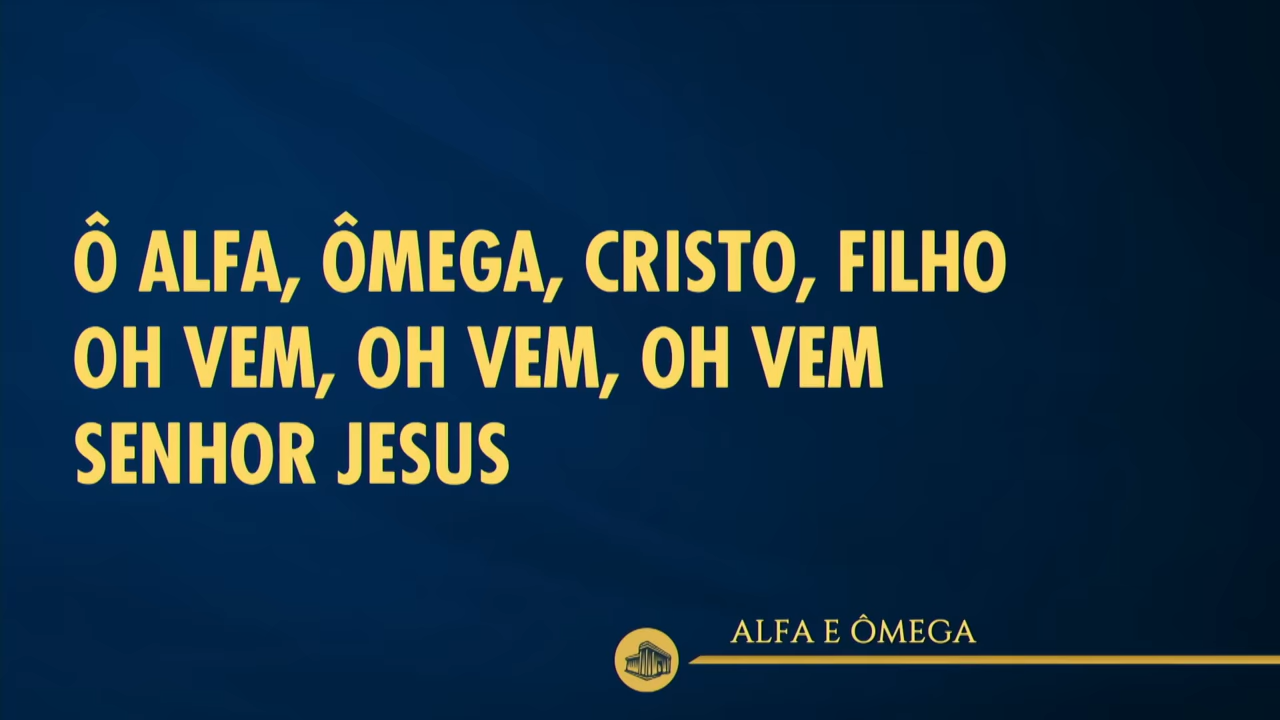 Ô ALFA, ÔMEGA, CRISTO, FILHO
OH VEM, OH VEM, OH VEM
SENHOR JESUS
ALFA E ÔMEGA